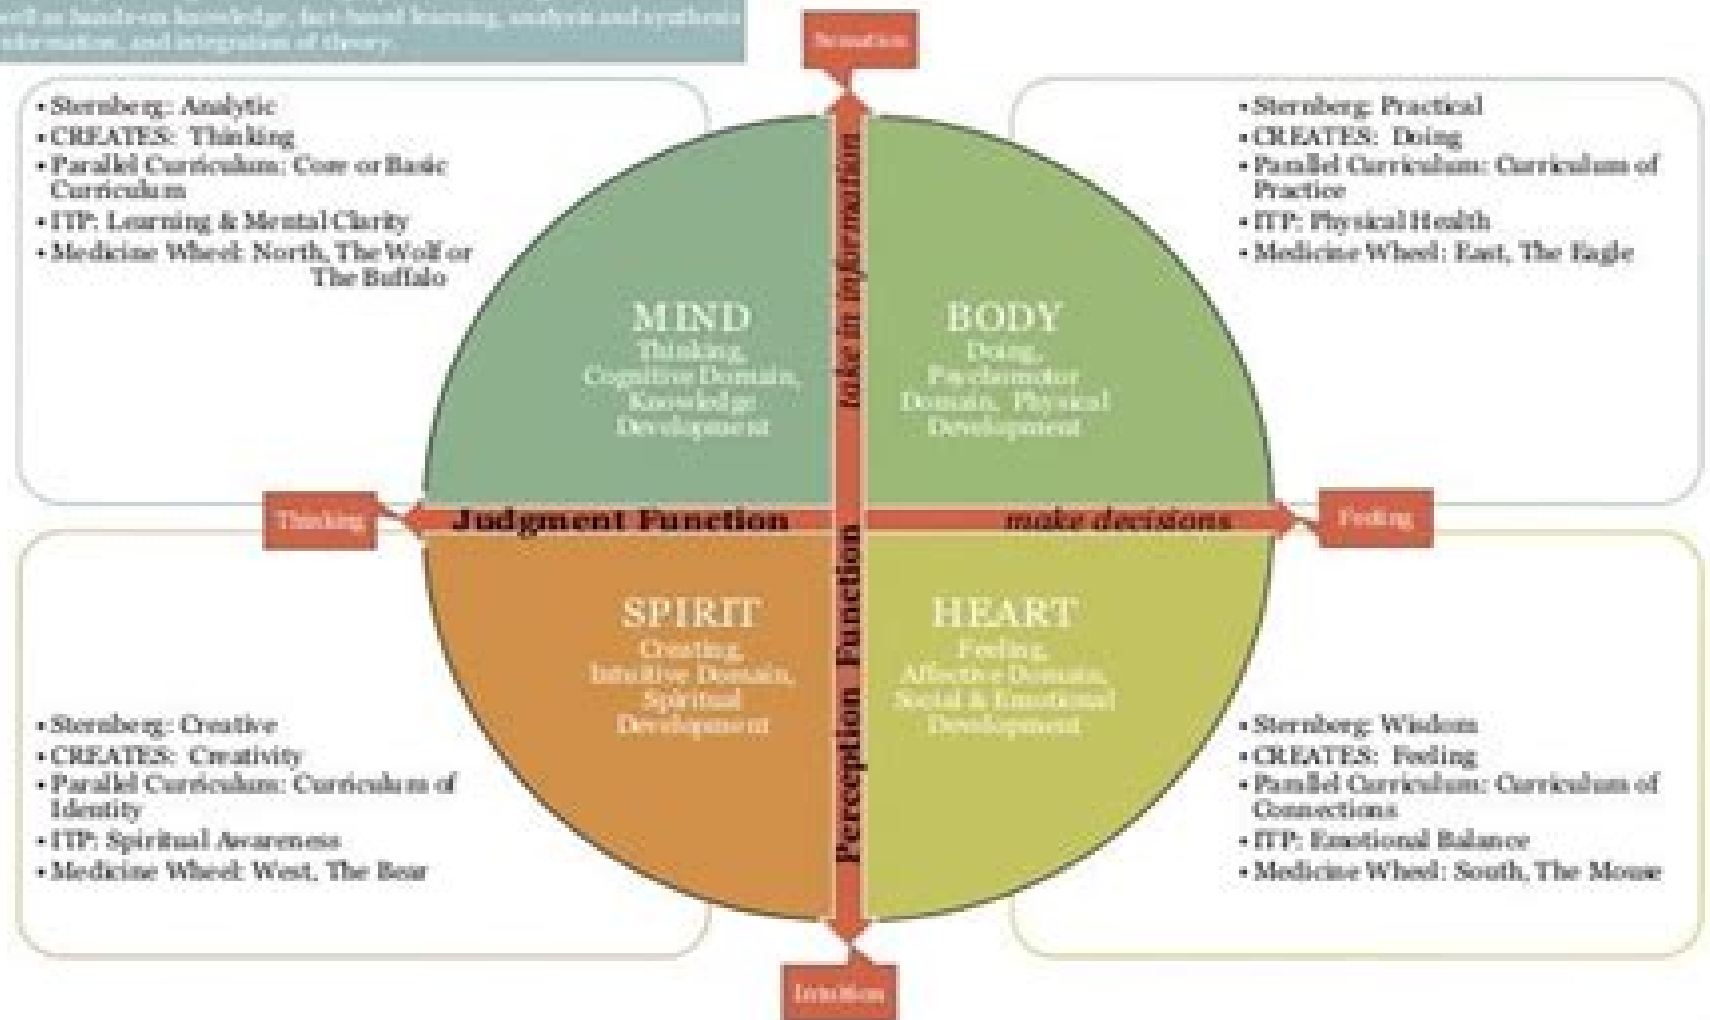 well as hands-on knowledge, fact-based learning, analysis and synthesis
information, and integration of theory.
Sensation
• Sternberg: Analytic
• CREATES: Thinking
• Parallel Curriculum: Core or Basic
Curriculum
• ITP: Learning & Mental Clarity
• Medicine Wheel: North, The Wolf or
The Buffalo
• Sternberg: Practical
• CREATES: Doing
• Parallel Curriculum: Curriculum of
Practice
• ITP: Physical Health
• Medicine Wheel: East, The Eagle
MIND
Thinking,
Cognitive Domain,
Knowledge
Development
BODY
Doing,
Psychomotor
Domain, Physical
Development
take in information
Thinking
Judgment Function
make decisions
Feeling
Perception Function
SPIRIT
Creating,
Intuitive Domain,
Spiritual
Development
HEART
Feeling,
Affective Domain,
Social & Emotional
Development
• Sternberg: Creative
• CREATES: Creativity
• Parallel Curriculum: Curriculum of
Identity
• ITP: Spiritual Awareness
• Medicine Wheel: West, The Bear
• Sternberg: Wisdom
• CREATES: Feeling
• Parallel Curriculum: Curriculum of
Connections
• ITP: Emotional Balance
• Medicine Wheel: South, The Mouse
Intuition